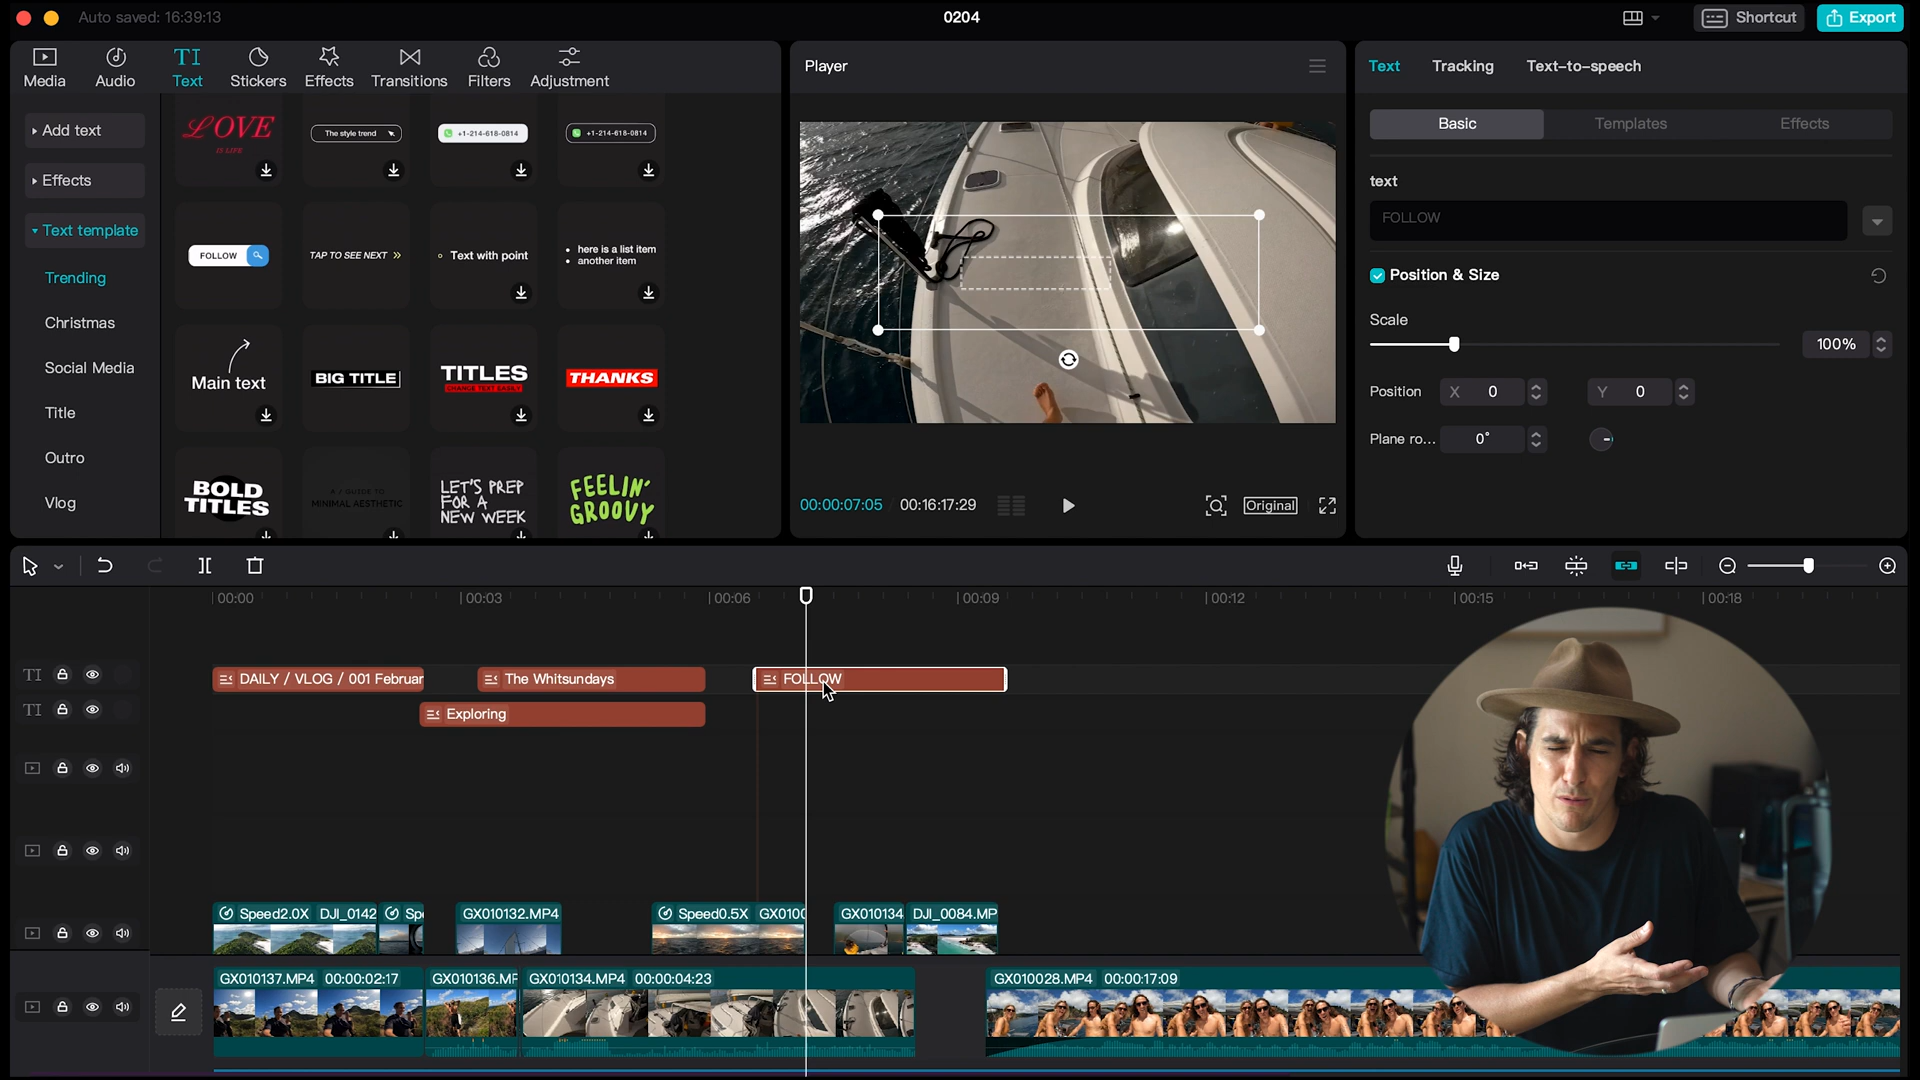 Auto saved: 16:39:13
0204
Shortcut
Export
Media
Audio
TI
Text
Stickers
Effects
Transitions
Filters
Adjustment
Add text
Effects
Text template
Trending
Christmas
Social Media
Title
Outro
Vlog
LOVE
IS LIFE
The style trend
+1-214-618-0814
+1-214-618-0814
FOLLOW
TAP TO SEE NEXT »
Text with point
here is a list item
another item
Main text
BIG TITLE
TITLES
CHANGE TEXT EASILY
THANKS
BOLD
TITLES
A / GUIDE TO
MINIMAL AESTHETIC
LET'S PREP
FOR A
NEW WEEK
FEELIN'
GROOVY
Player
00:00:07:05 / 00:16:17:29
Original
Text
Tracking
Text-to-speech
Basic
Templates
Effects
text
FOLLOW
Position & Size
Scale
100%
Position
X 0
Y 0
Plane ro...
0°
00:00
00:03
00:06
00:09
00:12
00:15
00:18
TI
DAILY / VLOG / 001 Februar
The Whitsundays
FOLLOW
TI
Exploring
Speed2.0X DJI_0142
Sp
GX010132.MP4
Speed0.5X GX0100
GX010134
DJI_0084.MP
GX010137.MP4 00:00:02:17
GX010136.MP
GX010134.MP4 00:00:04:23
GX010028.MP4 00:00:17:09